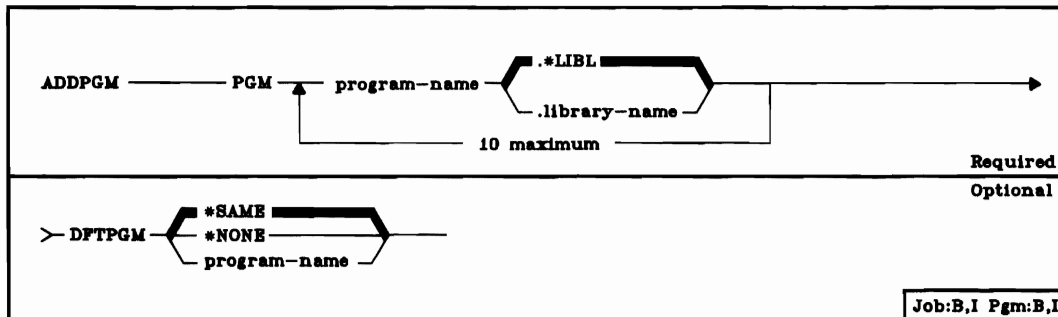 .*LIBL
ADDPGM PGM program-name
.library-name
10 maximum
Required
Optional
*SAME
DFTPGM *NONE
program-name
Job:B,I Pgm:B,I